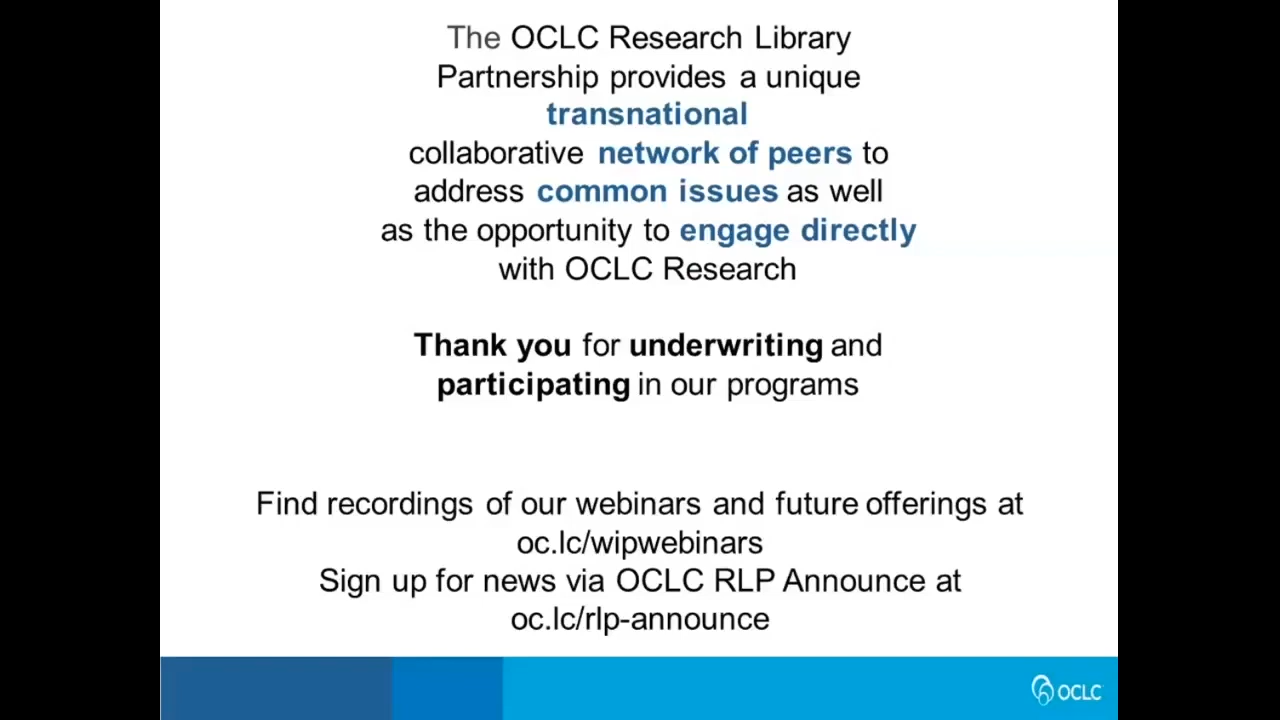 The OCLC Research Library
Partnership provides a unique
transnational
collaborative network of peers to
address common issues as well
as the opportunity to engage directly
with OCLC Research
Thank you for underwriting and
participating in our programs
Find recordings of our webinars and future offerings at
oc.lc/wipwebinars
Sign up for news via OCLC RLP Announce at
oc.lc/rlp-announce
OCLC